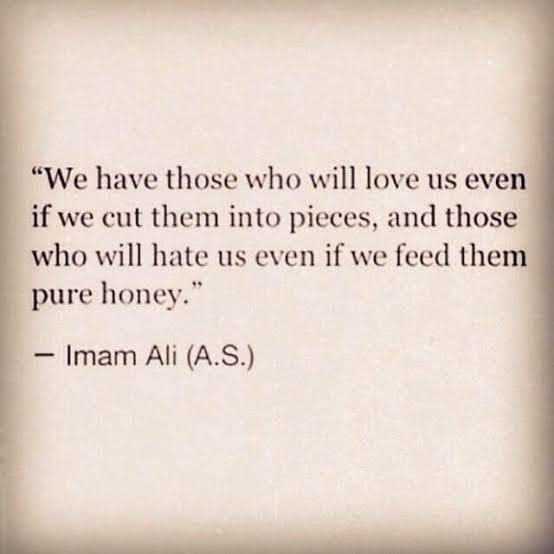 “We have those who will love us even
if we cut them into pieces, and those
who will hate us even if we feed them
pure honey.”
— Imam Ali (A.S.)